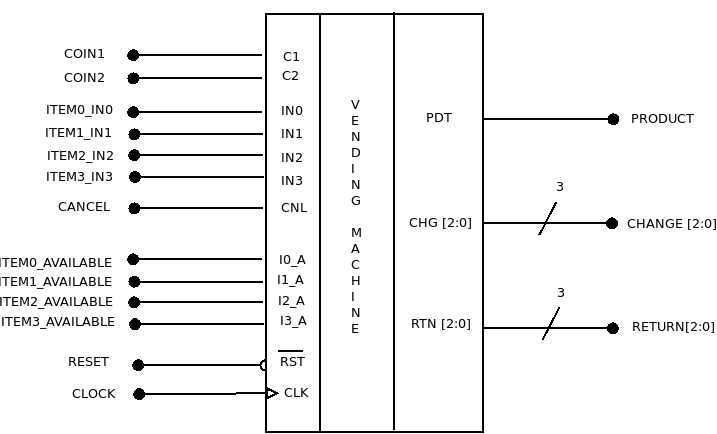 COIN1
COIN2
ITEM0_IN0
ITEM1_IN1
ITEM2_IN2
ITEM3_IN3
CANCEL
ITEM0_AVAILABLE
ITEM1_AVAILABLE
ITEM2_AVAILABLE
ITEM3_AVAILABLE
RESET
CLOCK
C1
C2
IN0
IN1
IN2
IN3
CNL
I0_A
I1_A
I2_A
I3_A
RST
CLK
VENDING MACHINE
PDT
CHG [2:0]
RTN [2:0]
PRODUCT
3
CHANGE [2:0]
3
RETURN[2:0]